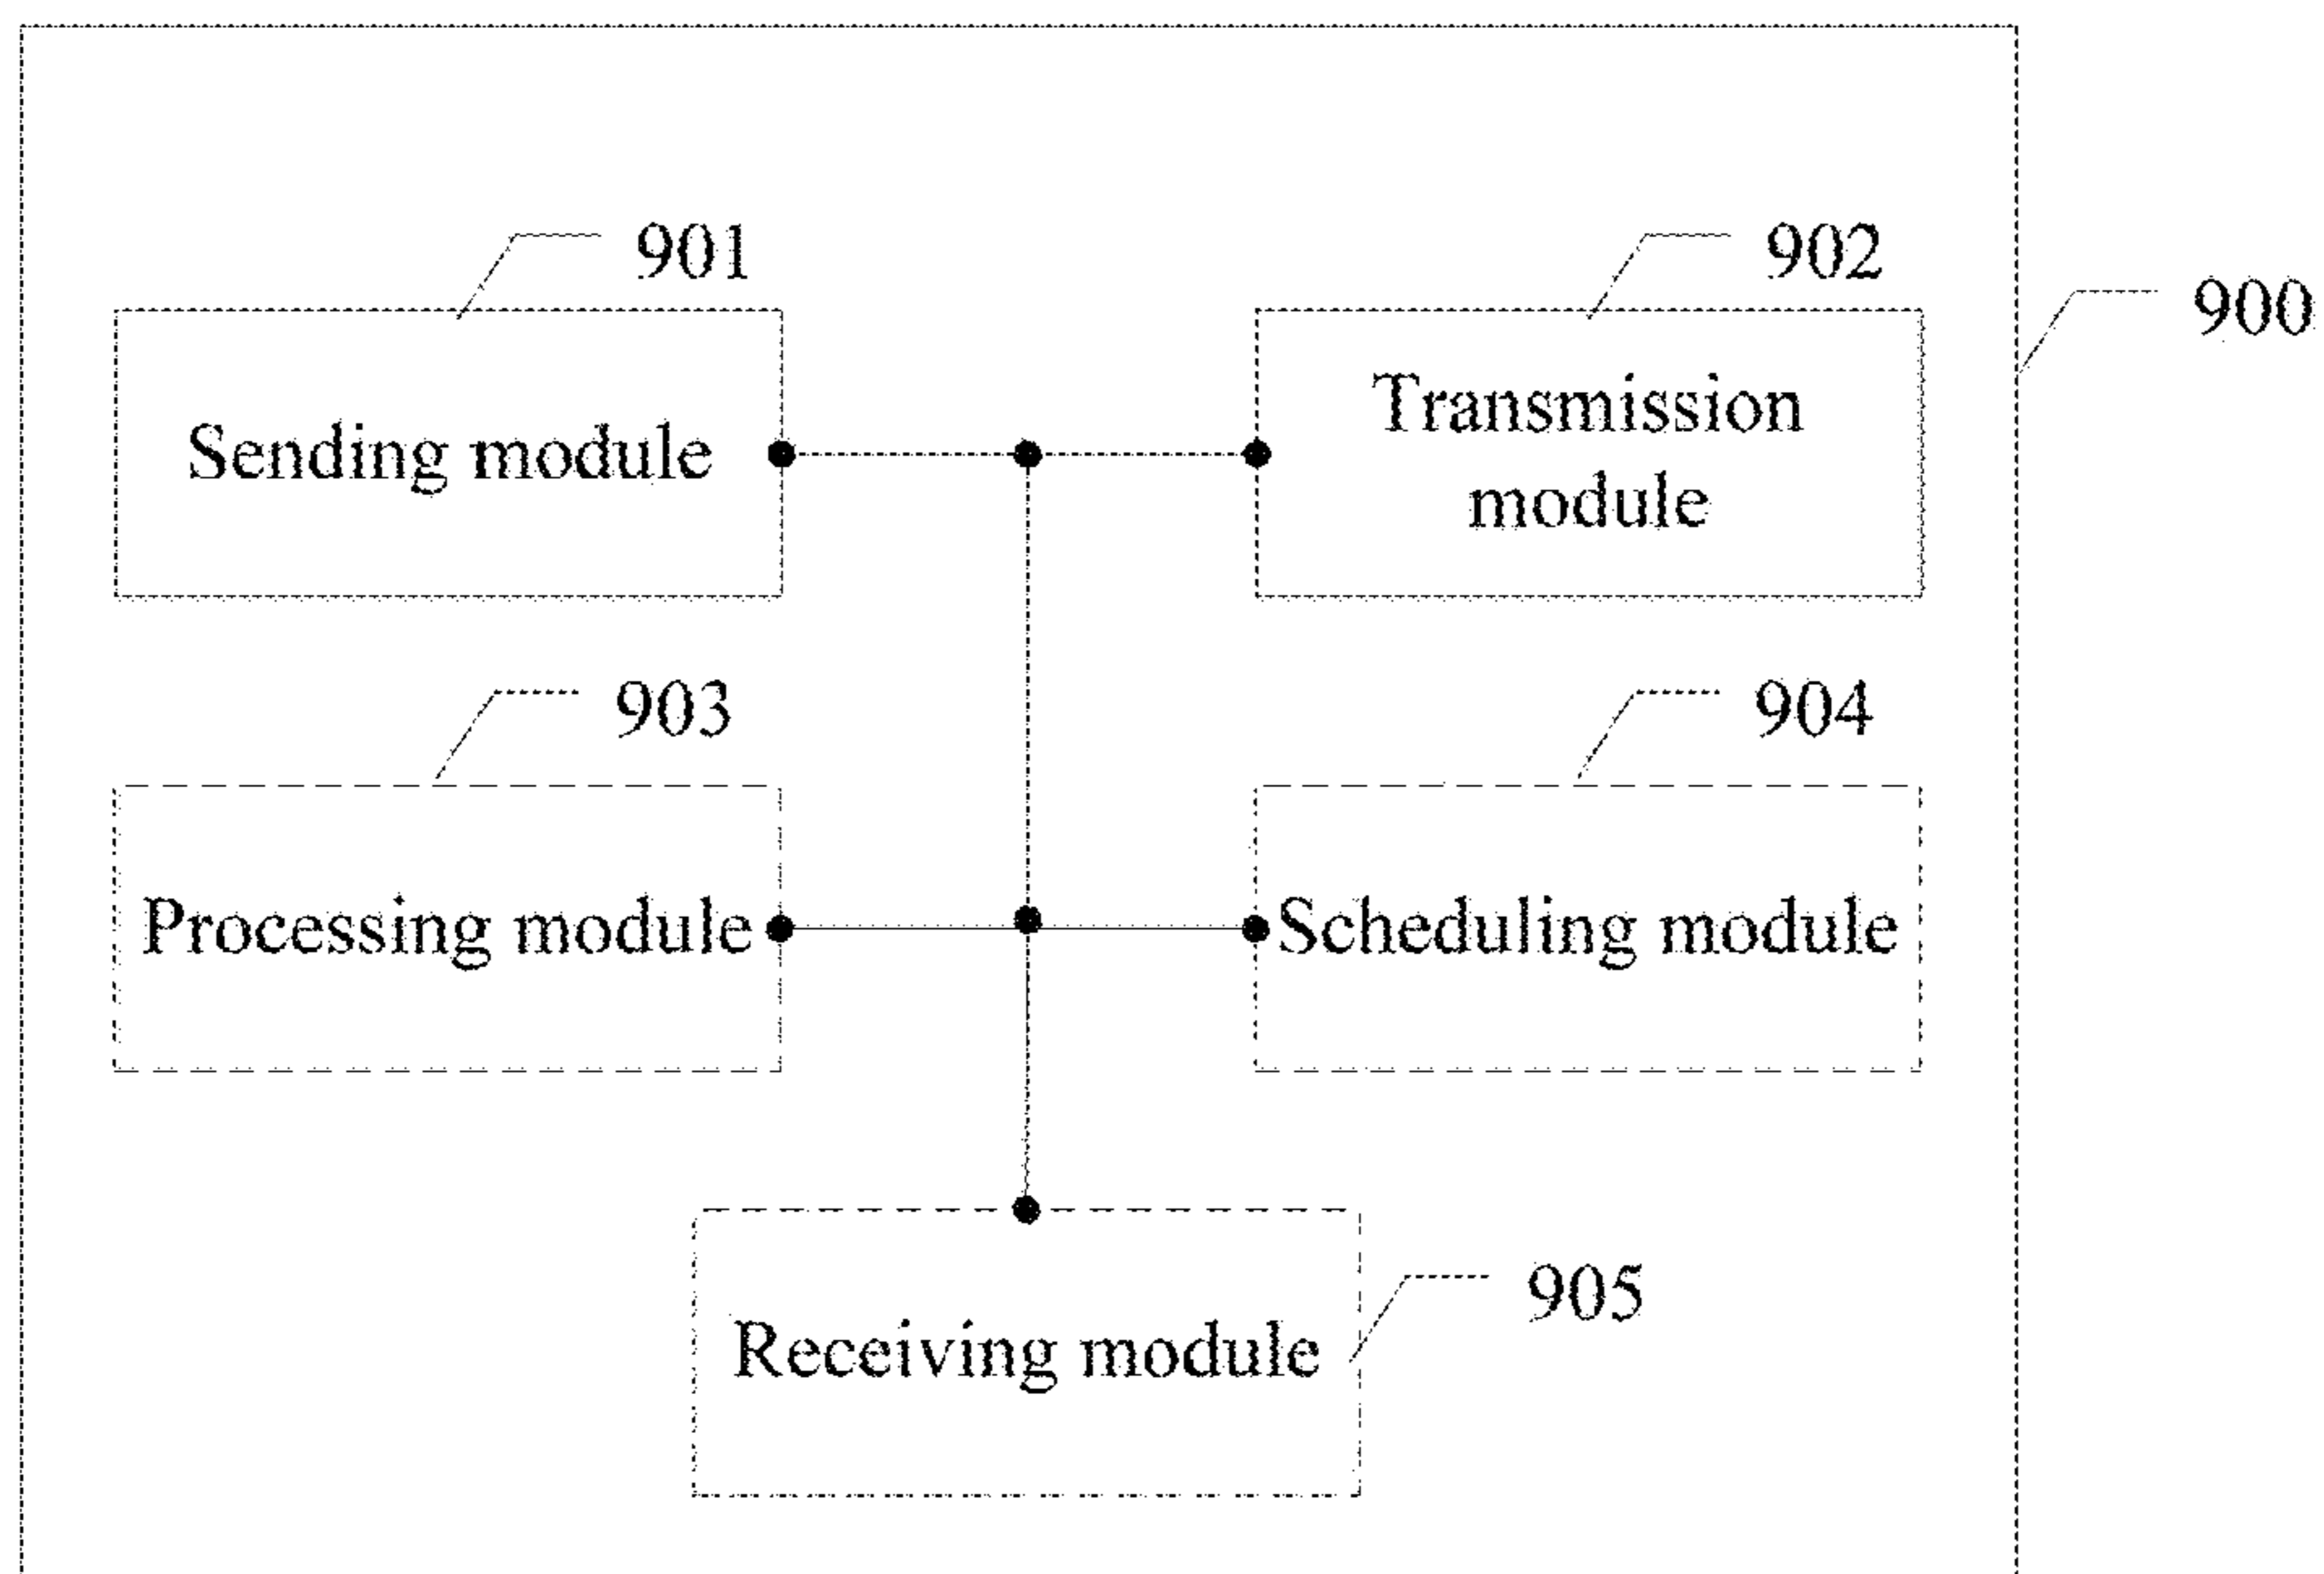 901
902
900
Sending module
Transmission
module
903
904
Processing module
Scheduling module
905
Receiving module